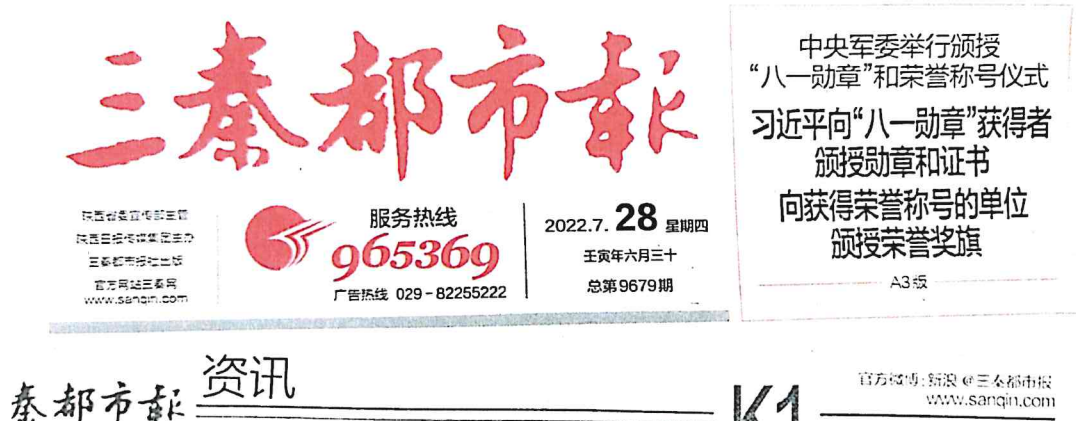 三秦都市報
陕西省委宣传部主管
陕西日报传媒集团主办
三秦都市报社出版
官方网站三秦网
www.sanqin.com
服务热线
965369
广告热线 029-82255222
2022.7.28 星期四
壬寅年六月三十
总第9679期
中央军委举行颁授
“八一勋章”和荣誉称号仪式
习近平向“八一勋章”获得者
颁授勋章和证书
向获得荣誉称号的单位
颁授荣誉奖旗
A3版
秦都市報
资讯
K1
官方微博:新浪@三秦都市报
www.sanqin.com